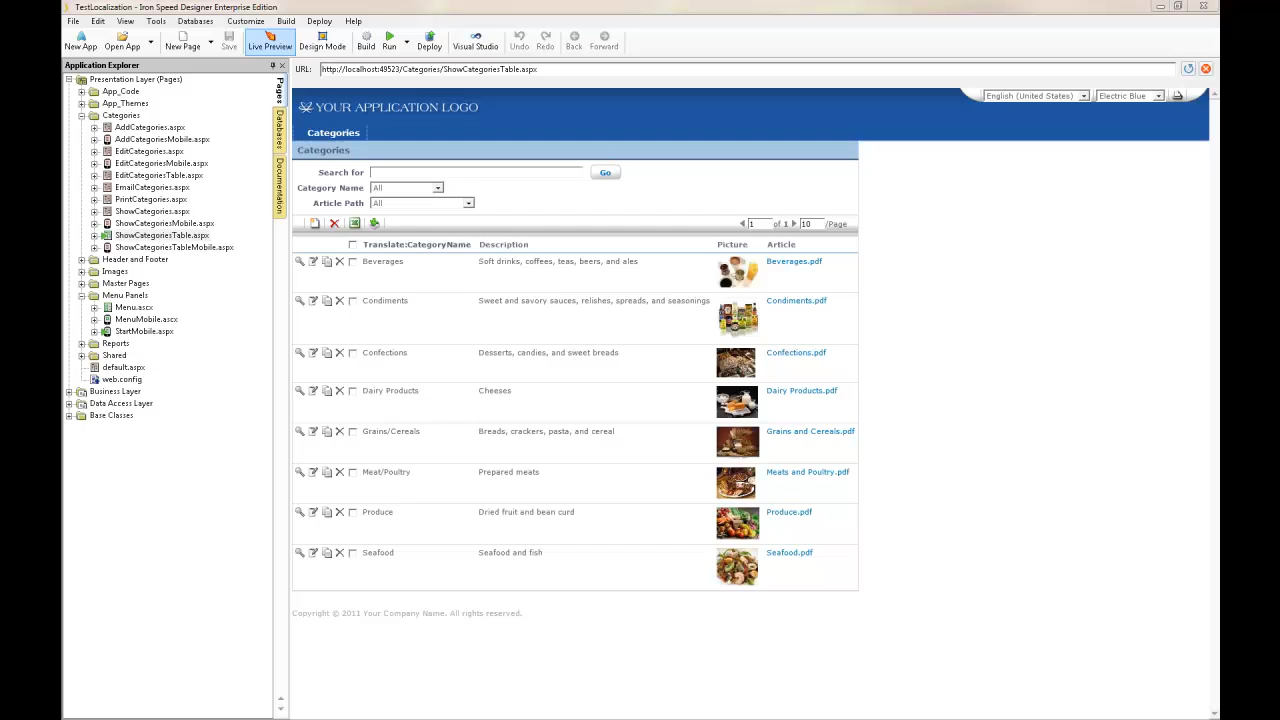 TestLocalization - Iron Speed Designer Enterprise Edition
File Edit View Tools Databases Customize Build Deploy Help
New App Open App New Page Save Live Preview Design Mode Build Run Deploy Visual Studio Undo Redo Back Forward
Application Explorer
Presentation Layer (Pages)
App_Code
App_Themes
Categories
AddCategories.aspx
AddCategoriesMobile.aspx
EditCategories.aspx
EditCategoriesMobile.aspx
EditCategoriesTable.aspx
EmailCategories.aspx
PrintCategories.aspx
ShowCategories.aspx
ShowCategoriesMobile.aspx
ShowCategoriesTable.aspx
ShowCategoriesTableMobile.aspx
Header and Footer
Images
Master Pages
Menu Panels
Menu.ascx
MenuMobile.ascx
StartMobile.aspx
Reports
Shared
default.aspx
web.config
Business Layer
Data Access Layer
Base Classes
Pages
Databases
Documentation
URL: http://localhost:49523/Categories/ShowCategoriesTable.aspx
English (United States) Electric Blue
YOUR APPLICATION LOGO
Categories
Categories
Search for Go
Category Name All
Article Path All
1 of 1 10 /Page
Translate:CategoryName Description Picture Article
Beverages Soft drinks, coffees, teas, beers, and ales Beverages.pdf
Condiments Sweet and savory sauces, relishes, spreads, and seasonings Condiments.pdf
Confections Desserts, candies, and sweet breads Confections.pdf
Dairy Products Cheeses Dairy Products.pdf
Grains/Cereals Breads, crackers, pasta, and cereal Grains and Cereals.pdf
Meat/Poultry Prepared meats Meats and Poultry.pdf
Produce Dried fruit and bean curd Produce.pdf
Seafood Seafood and fish Seafood.pdf
Copyright © 2011 Your Company Name. All rights reserved.